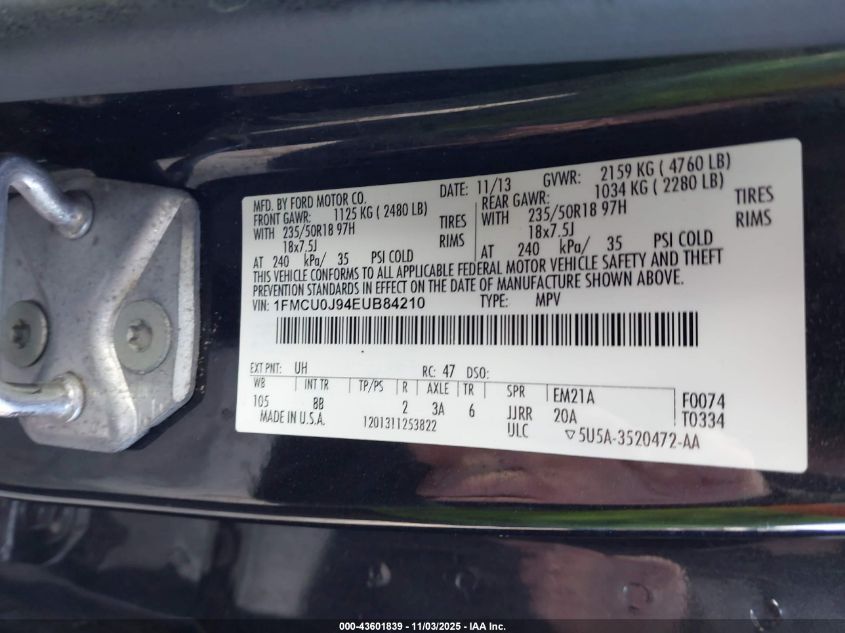 MFD. BY FORD MOTOR CO. DATE: 11/13 GVWR: 2159 KG ( 4760 LB)
FRONT GAWR: 1125 KG ( 2480 LB) REAR GAWR: 1034 KG ( 2280 LB)
WITH 235/50R18 97H TIRES WITH 235/50R18 97H TIRES
18x7.5J RIMS 18x7.5J RIMS
AT 240 kPa/ 35 PSI COLD AT 240 kPa/ 35 PSI COLD
THIS VEHICLE CONFORMS TO ALL APPLICABLE FEDERAL MOTOR VEHICLE SAFETY AND THEFT
PREVENTION STANDARDS IN EFFECT ON THE DATE OF MANUFACTURE SHOWN ABOVE.
VIN: 1FMCU0J94EUB84210 TYPE: MPV
EXT PNT: UH RC: 47 DSO:
WB INT TR TP/PS R AXLE TR SPR EM21A F0074
105 BB 2 3A 6 JJRR 20A T0334
MADE IN U.S.A. 1201311253822 ULC ▽5U5A-3520472-AA
000-43601839 - 11/03/2025 - IAA Inc.